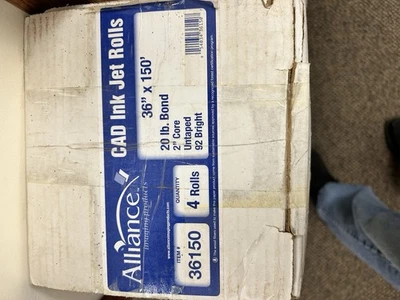 Alliance
imaging products
CAD Ink Jet Rolls
36" x 150'
20 lb. Bond
2" Core
Untaped
92 Bright
ITEM #
36150
QUANTITY
4 Rolls